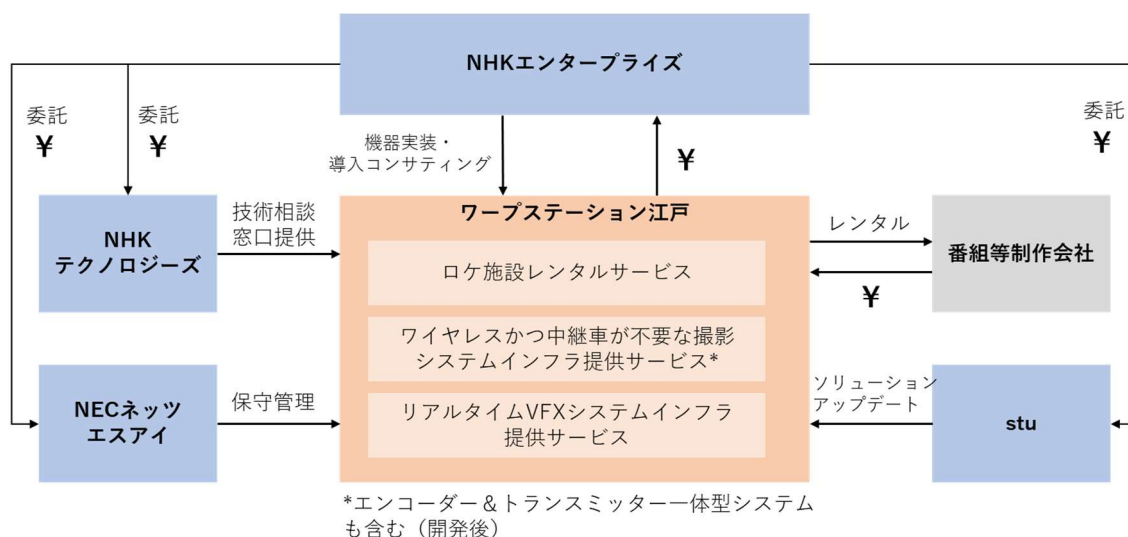 NHKエンタープライズ
委託
¥
委託
¥
機器実装・
導入コンサティング
¥
委託
¥
NHK
テクノロジーズ
技術相談
窓口提供
ワープステーション江戸
ロケ施設レンタルサービス
ワイヤレスかつ中継車が不要な撮影
システムインフラ提供サービス*
リアルタイムVFXシステムインフラ
提供サービス
レンタル
¥
番組等制作会社
NECネッツ
エスアイ
保守管理
ソリューション
アップデート
stu
*エンコーダー＆トランスミッター一体型システム
も含む（開発後）